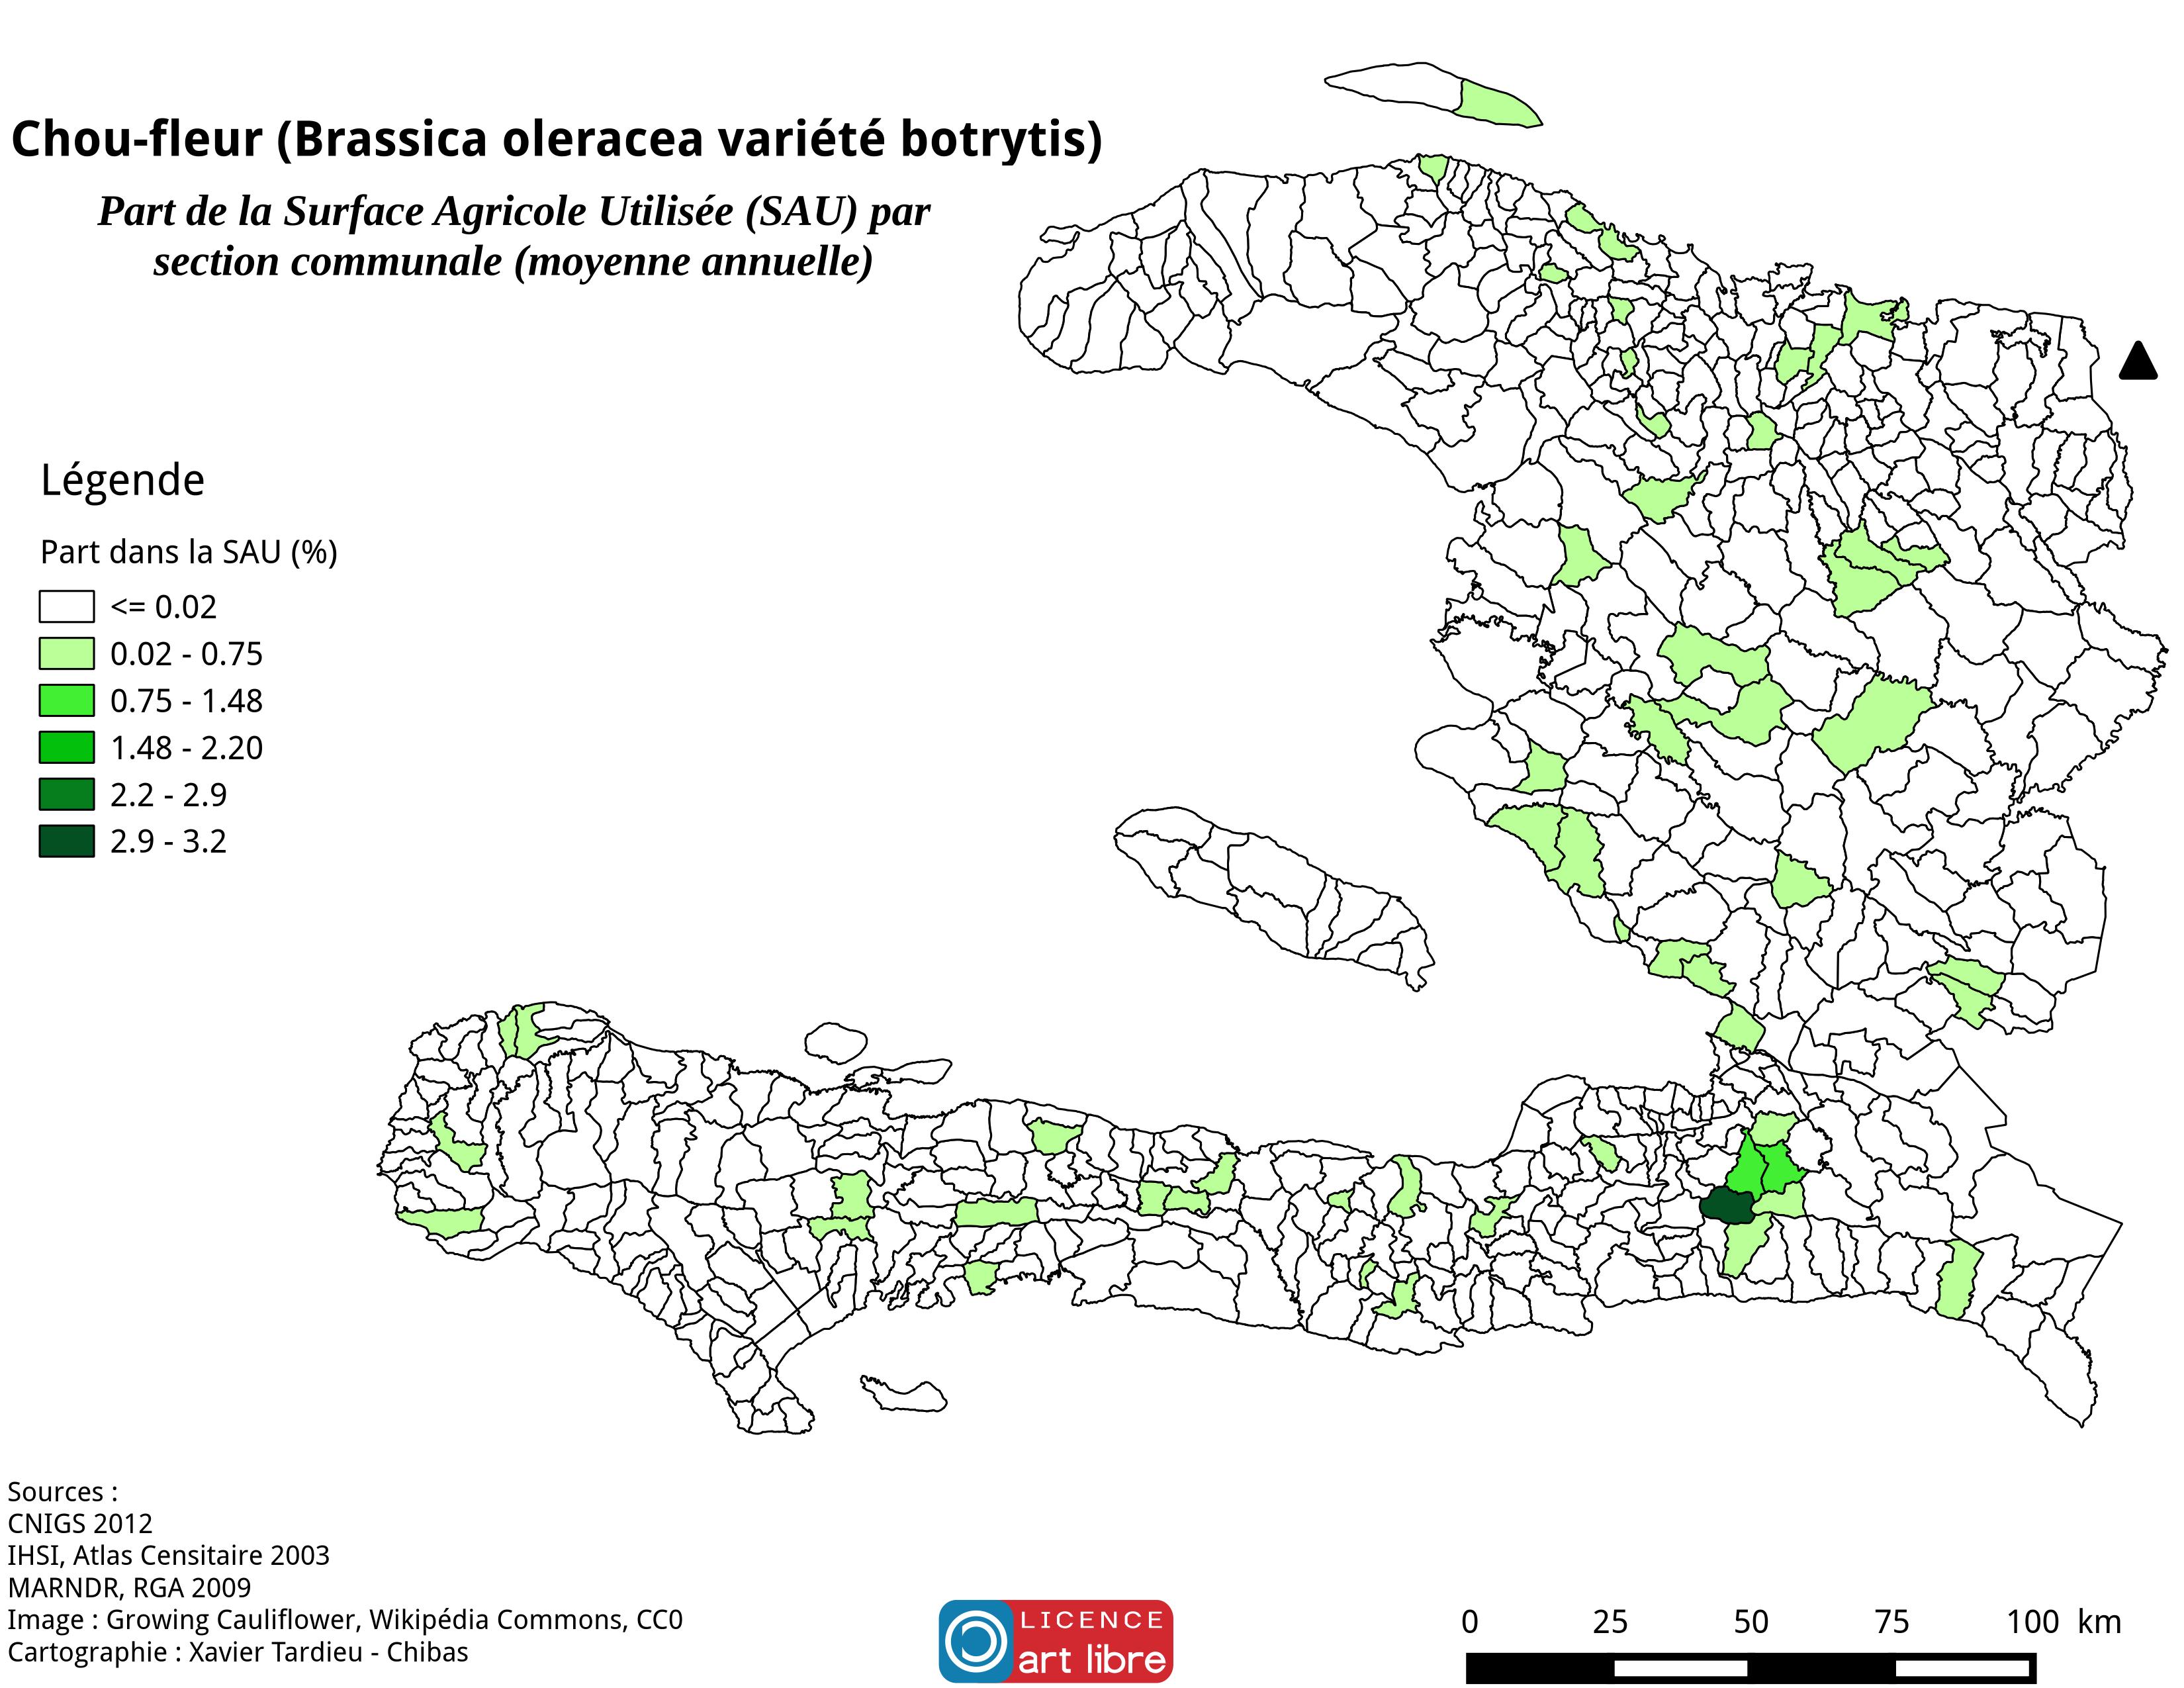 Chou-fleur (Brassica oleracea variété botrytis)
Part de la Surface Agricole Utilisée (SAU) par
section communale (moyenne annuelle)
Légende
Part dans la SAU (%)
<= 0.02
0.02 - 0.75
0.75 - 1.48
1.48 - 2.20
2.2 - 2.9
2.9 - 3.2
Sources :
CNIGS 2012
IHSI, Atlas Censitaire 2003
MARNDR, RGA 2009
Image : Growing Cauliflower, Wikipédia Commons, CC0
Cartographie : Xavier Tardieu - Chibas
LICENCE
art libre
0 25 50 75 100 km